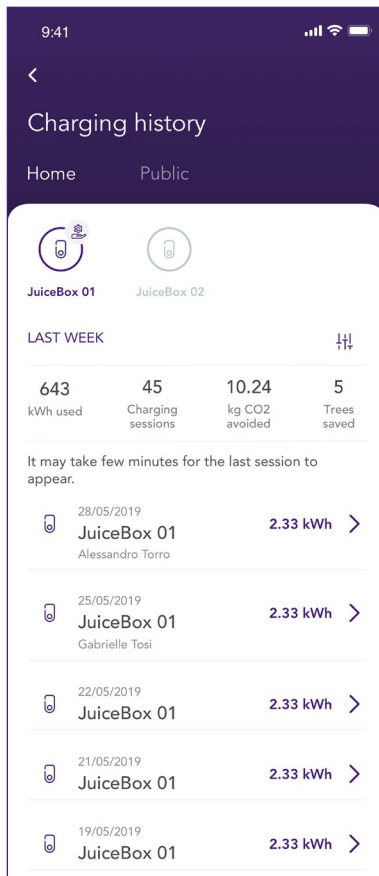 9:41
Charging history
Home Public
JuiceBox 01 JuiceBox 02
LAST WEEK
643 45 10.24 5
kWh used Charging kg CO2 Trees
sessions avoided saved
It may take few minutes for the last session to
appear.
28/05/2019
JuiceBox 01 2.33 kWh
Alessandro Torro
25/05/2019
JuiceBox 01 2.33 kWh
Gabrielle Tosi
22/05/2019
JuiceBox 01 2.33 kWh
21/05/2019
JuiceBox 01 2.33 kWh
19/05/2019
JuiceBox 01 2.33 kWh